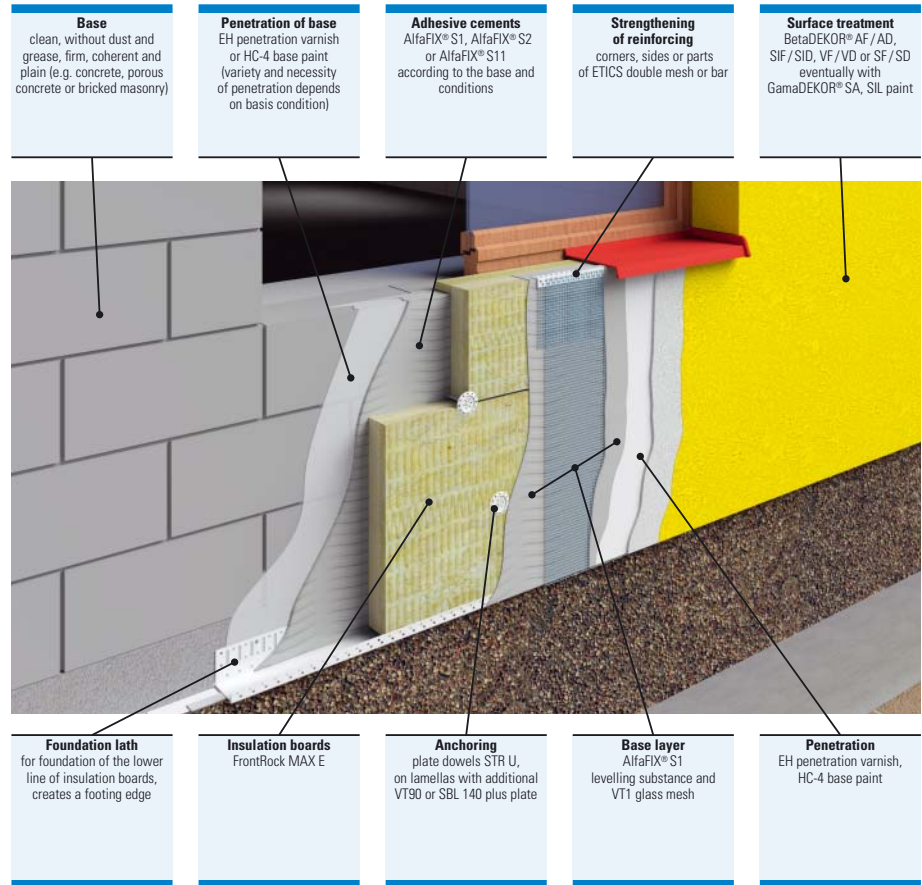 Base
clean, without dust and
grease, firm, coherent and
plain (e.g. concrete, porous
concrete or bricked masonry)
Penetration of base
EH penetration varnish
or HC-4 base paint
(variety and necessity
of penetration depends
on basis condition)
Adhesive cements
AlfaFIX® S1, AlfaFIX® S2
or AlfaFIX® S11
according to the base and
conditions
Strengthening
of reinforcing
corners, sides or parts
of ETICS double mesh or bar
Surface treatment
BetaDEKOR® AF / AD,
SIF / SID, VF / VD or SF / SD
eventually with
GamaDEKOR® SA, SIL paint
Foundation lath
for foundation of the lower
line of insulation boards,
creates a footing edge
Insulation boards
FrontRock MAX E
Anchoring
plate dowels STR U,
on lamellas with additional
VT90 or SBL 140 plus plate
Base layer
AlfaFIX® S1
levelling substance and
VT1 glass mesh
Penetration
EH penetration varnish,
HC-4 base paint